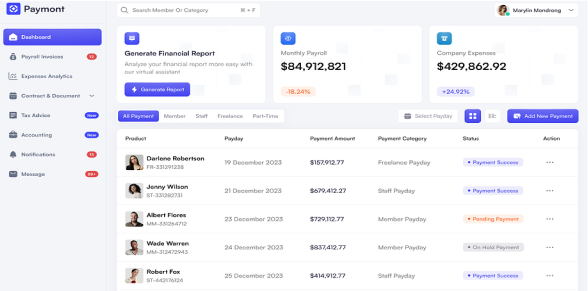 Paymont
Search Member Or Category
⌘ + F
Marylin Mondrong
Dashboard
Payroll Invoices
12
Expenses Analytics
Contract & Document
Tax Advice
New
Accounting
New
Notifications
Message
99+
Generate Financial Report
Analyze your financial report more easily with
our virtual assistant
Generate Report
Monthly Payroll
$84,912,821
-18.24%
Company Expenses
$429,862.92
+24.92%
All Payment
Member
Staff
Freelance
Part-Time
Select Payday
Add New Payment
Product
Payday
Payment Amount
Payment Category
Status
Action
Darlene Robertson
FR-331291238
19 December 2023
$157,912.77
Freelance Payday
Payment Success
Jenny Wilson
ST-331282731
21 December 2023
$679,412.27
Staff Payday
Payment Success
Albert Flores
MM-331264712
23 December 2023
$729,112.77
Member Payday
Pending Payment
Wade Warren
MM-312472943
24 December 2023
$837,412.77
Member Payday
On Hold Payment
Robert Fox
ST-442176124
25 December 2023
$414,912.77
Staff Payday
Payment Success